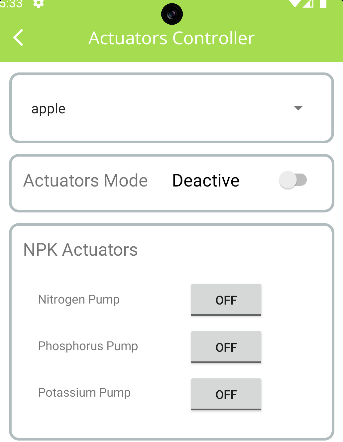 5:33
Actuators Controller
apple
Actuators Mode Deactive
NPK Actuators
Nitrogen Pump OFF
Phosphorus Pump OFF
Potassium Pump OFF